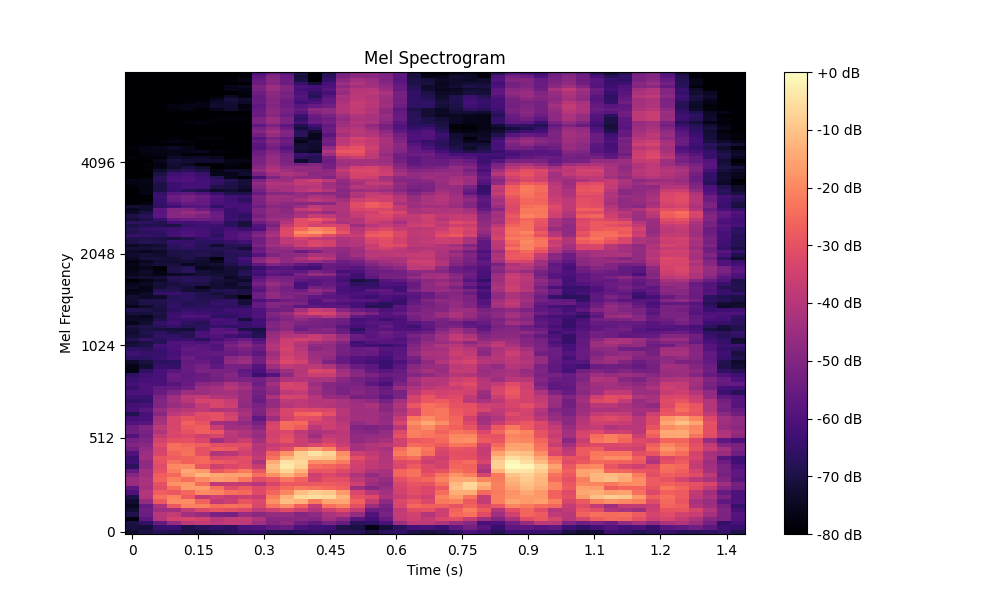 Mel Spectrogram
+0 dB
-10 dB
-20 dB
-30 dB
-40 dB
-50 dB
-60 dB
-70 dB
-80 dB
Mel Frequency
4096
2048
1024
512
0
0 0.15 0.3 0.45 0.6 0.75 0.9 1.1 1.2 1.4
Time (s)